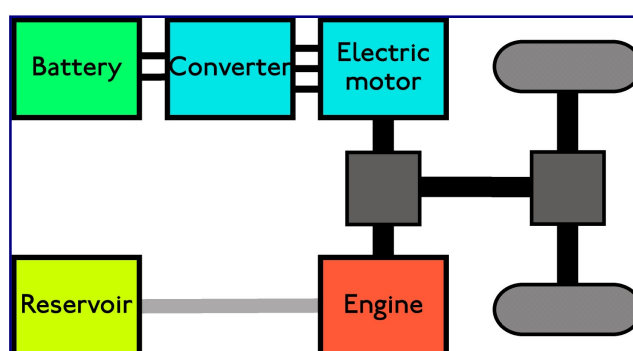 Battery
Converter
Electric
motor
Reservoir
Engine